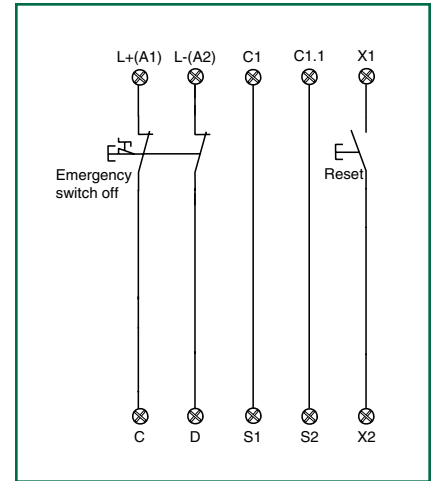 L+(A1) L-(A2) C1 C1.1 X1
Emergency
switch off
Reset
C D S1 S2 X2